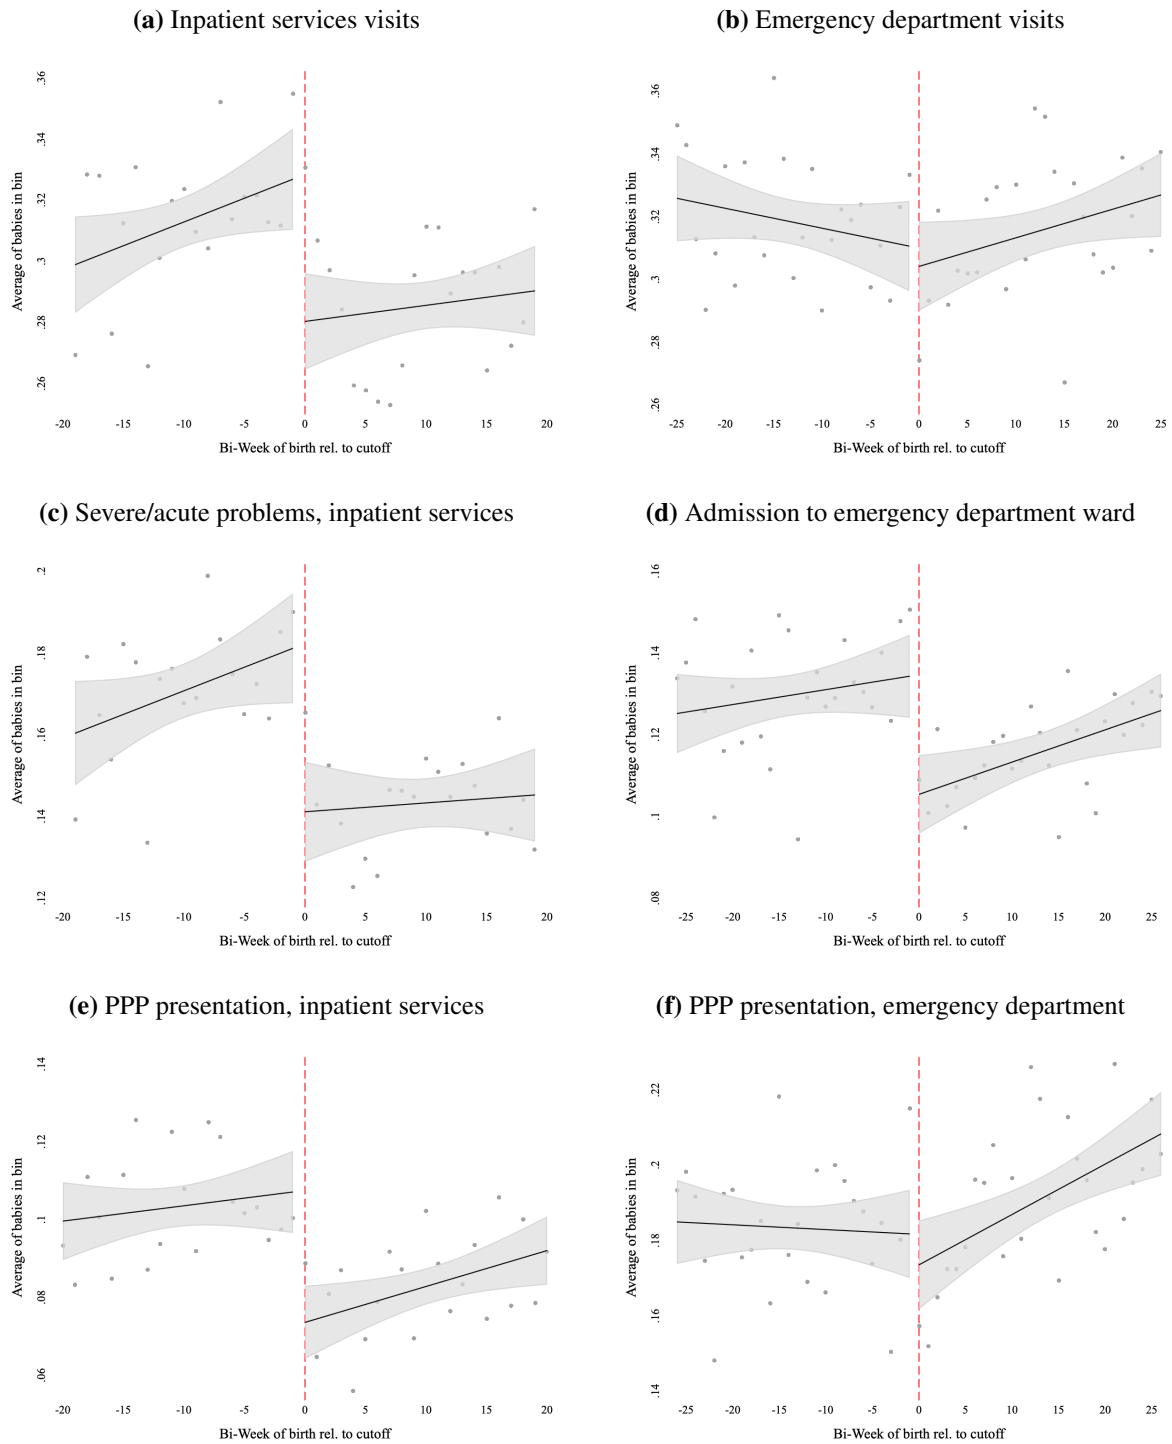 (a) Inpatient services visits
Average of babies in bin
.36
.34
.32
.3
.28
.26
-20 -15 -10 -5 0 5 10 15 20
Bi-Week of birth rel. to cutoff
(b) Emergency department visits
Average of babies in bin
.36
.34
.32
.3
.28
.26
-25 -20 -15 -10 -5 0 5 10 15 20 25
Bi-Week of birth rel. to cutoff
(c) Severe/acute problems, inpatient services
Average of babies in bin
.2
.18
.16
.14
.12
-20 -15 -10 -5 0 5 10 15 20
Bi-Week of birth rel. to cutoff
(d) Admission to emergency department ward
Average of babies in bin
.16
.14
.12
.1
.08
-25 -20 -15 -10 -5 0 5 10 15 20 25
Bi-Week of birth rel. to cutoff
(e) PPP presentation, inpatient services
Average of babies in bin
.14
.12
.1
.08
.06
-20 -15 -10 -5 0 5 10 15 20
Bi-Week of birth rel. to cutoff
(f) PPP presentation, emergency department
Average of babies in bin
.22
.2
.18
.16
.14
-25 -20 -15 -10 -5 0 5 10 15 20 25
Bi-Week of birth rel. to cutoff